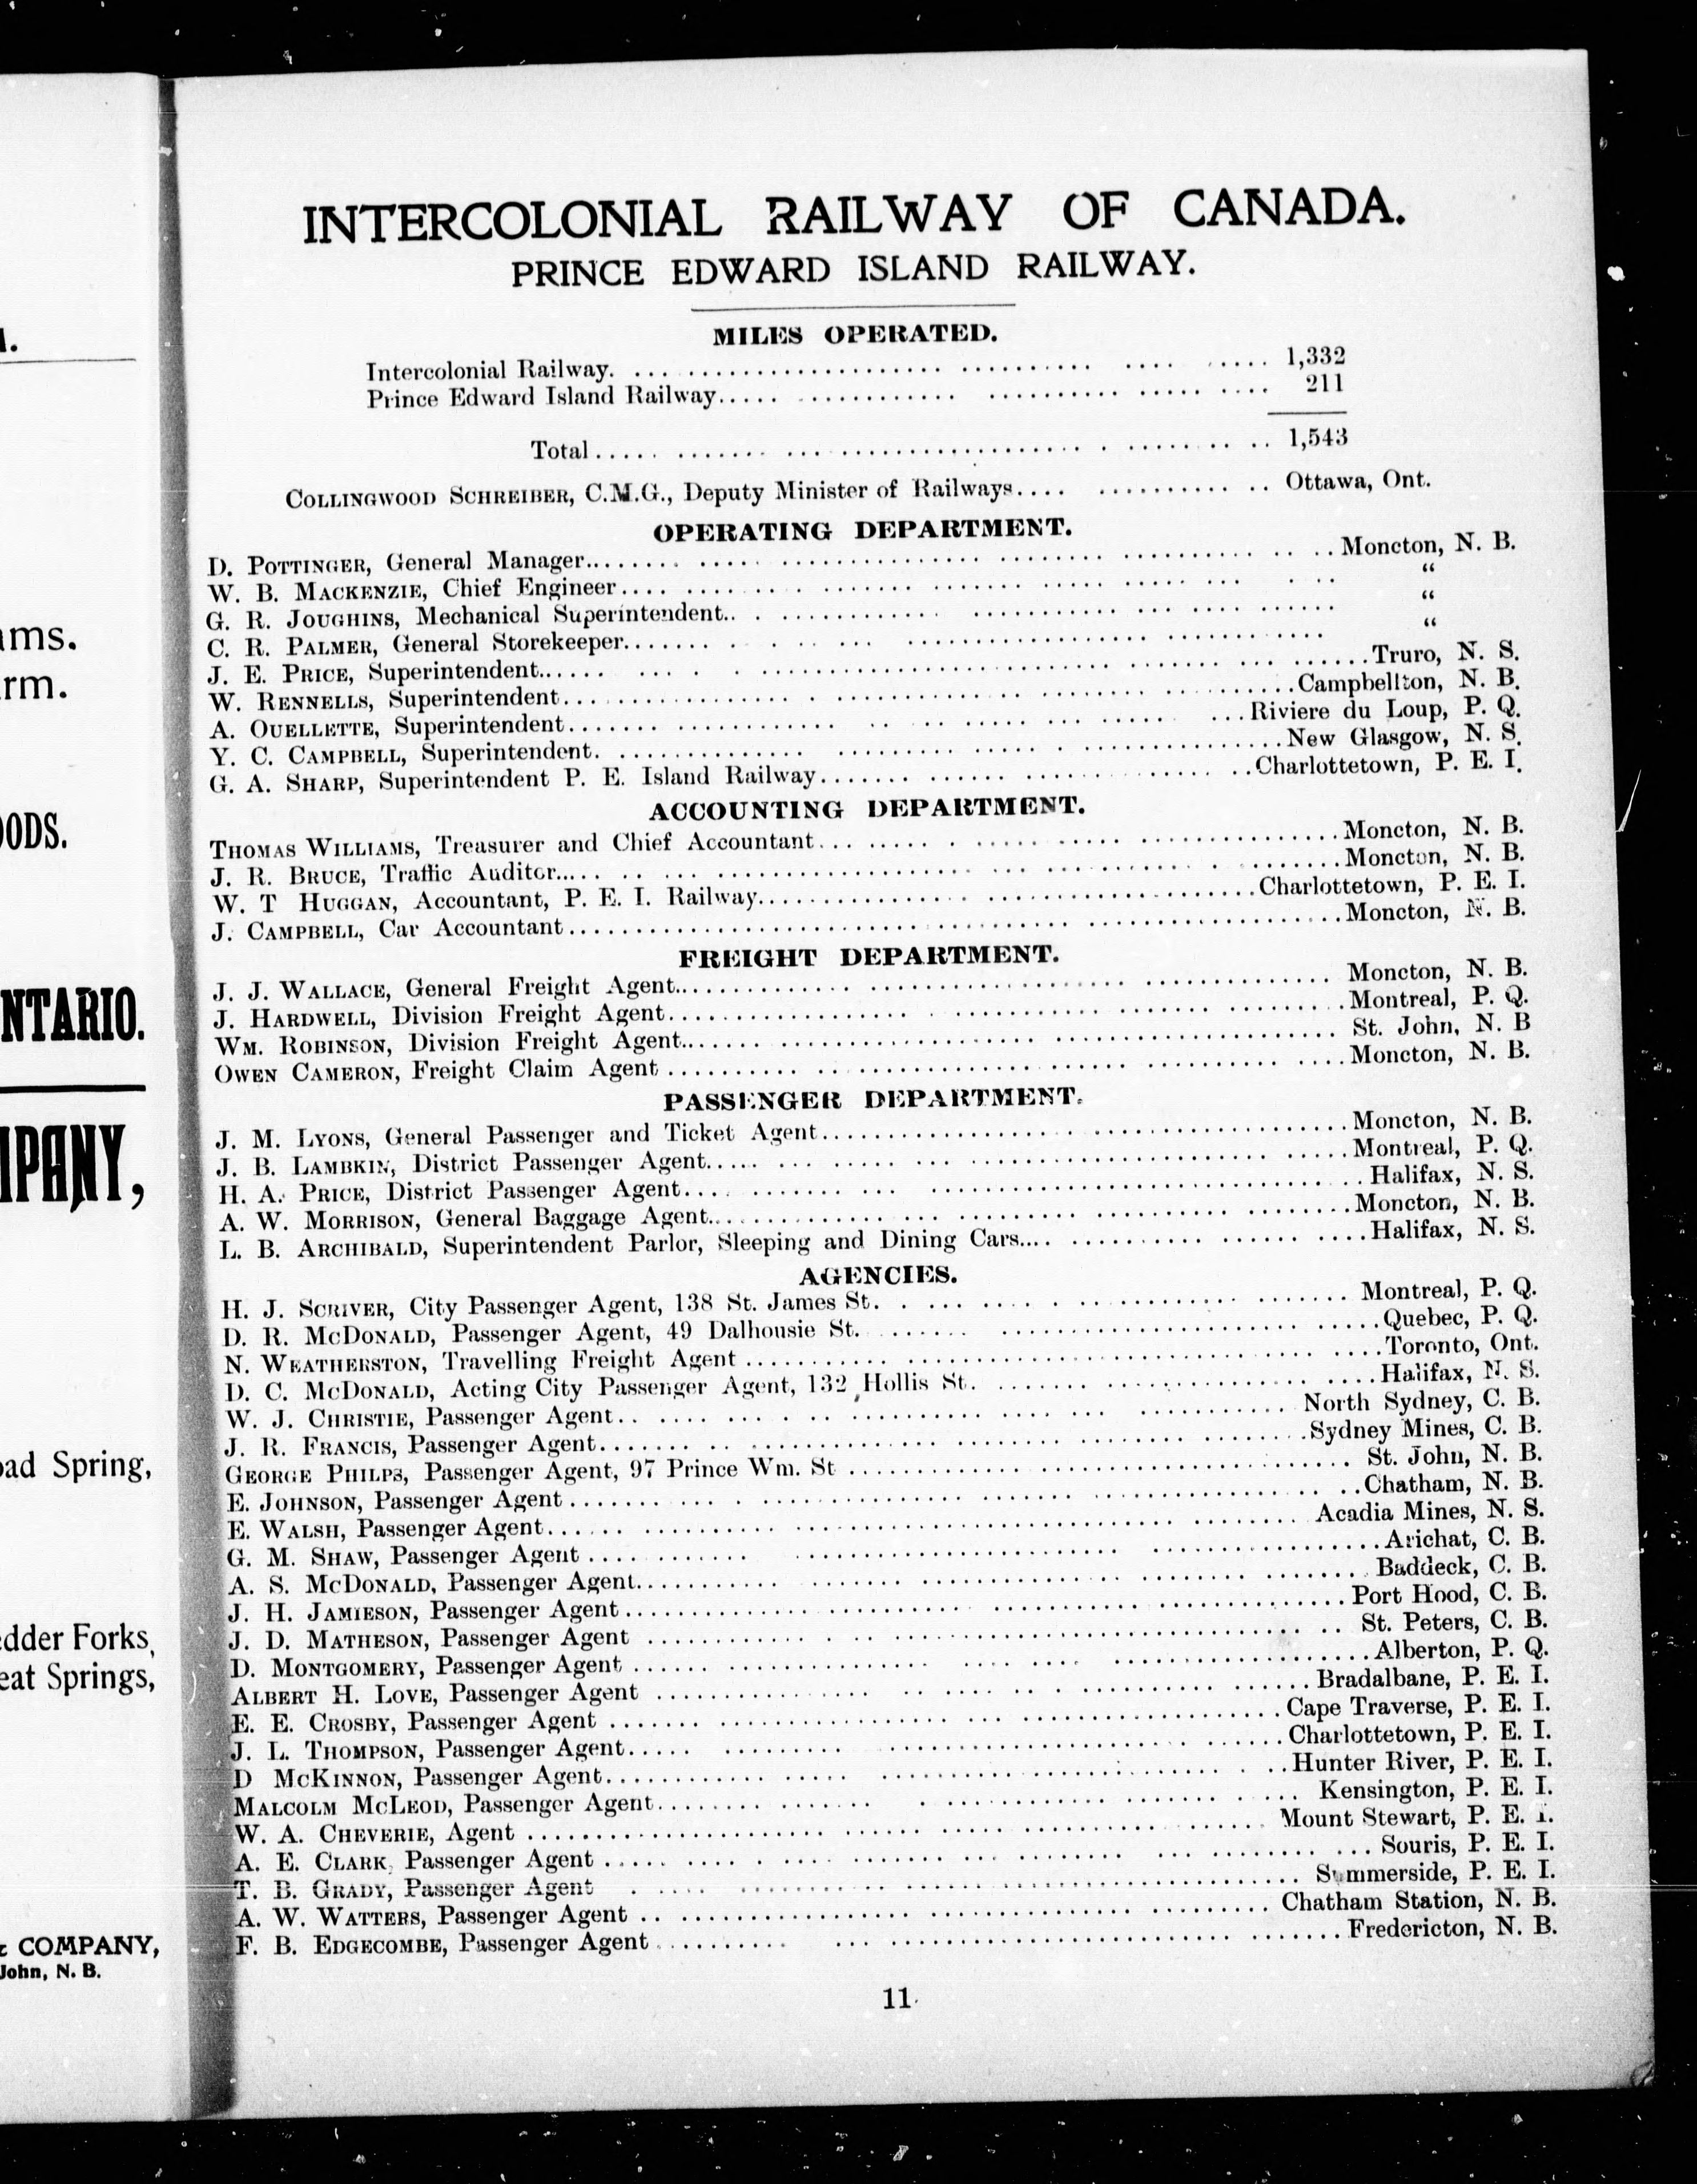 INTERCOLONIAL RAILWAY OF CANADA.
PRINCE EDWARD ISLAND RAILWAY.
MILES OPERATED.
Intercolonial Railway. ........ 1,332
Prince Edward Island Railway........ 211
Total........ 1,543
COLLINGWOOD SCHREIBER, C.M.G., Deputy Minister of Railways........ Ottawa, Ont.
OPERATING DEPARTMENT.
D. POTTINGER, General Manager........ Moncton, N. B.
W. B. MACKENZIE, Chief Engineer........ "
G. R. JOUGHINS, Mechanical Superintendent........ "
C. R. PALMER, General Storekeeper........ "
J. E. PRICE, Superintendent........ Truro, N. S.
W. RENNELLS, Superintendent........ Campbellton, N. B.
A. OUELLETTE, Superintendent........ Riviere du Loup, P. Q.
Y. C. CAMPBELL, Superintendent........ New Glasgow, N. S.
G. A. SHARP, Superintendent P. E. Island Railway........ Charlottetown, P. E. I.
ACCOUNTING DEPARTMENT.
THOMAS WILLIAMS, Treasurer and Chief Accountant........ Moncton, N. B.
J. R. BRUCE, Traffic Auditor........ Moncton, N. B.
W. T HUGGAN, Accountant, P. E. I. Railway........ Charlottetown, P. E. I.
J. CAMPBELL, Car Accountant........ Moncton, N. B.
FREIGHT DEPARTMENT.
J. J. WALLACE, General Freight Agent........ Moncton, N. B.
J. HARDWELL, Division Freight Agent........ Montreal, P. Q.
WM. ROBINSON, Division Freight Agent........ St. John, N. B
OWEN CAMERON, Freight Claim Agent ........ Moncton, N. B.
PASSENGER DEPARTMENT.
J. M. LYONS, General Passenger and Ticket Agent........ Moncton, N. B.
J. B. LAMBKIN, District Passenger Agent........ Montreal, P. Q.
H. A. PRICE, District Passenger Agent........ Halifax, N. S.
A. W. MORRISON, General Baggage Agent........ Moncton, N. B.
L. B. ARCHIBALD, Superintendent Parlor, Sleeping and Dining Cars........ Halifax, N. S.
AGENCIES.
H. J. SCRIVER, City Passenger Agent, 138 St. James St. ........ Montreal, P. Q.
D. R. MCDONALD, Passenger Agent, 49 Dalhousie St. ........ Quebec, P. Q.
N. WEATHERSTON, Travelling Freight Agent ........ Toronto, Ont.
D. C. MCDONALD, Acting City Passenger Agent, 132 Hollis St. ........ Halifax, N. S.
W. J. CHRISTIE, Passenger Agent........ North Sydney, C. B.
J. R. FRANCIS, Passenger Agent........ Sydney Mines, C. B.
GEORGE PHILPS, Passenger Agent, 97 Prince Wm. St ........ St. John, N. B.
E. JOHNSON, Passenger Agent ........ Chatham, N. B.
E. WALSH, Passenger Agent........ Acadia Mines, N. S.
G. M. SHAW, Passenger Agent ........ Arichat, C. B.
A. S. MCDONALD, Passenger Agent........ Baddeck, C. B.
J. H. JAMIESON, Passenger Agent ........ Port Hood, C. B.
J. D. MATHESON, Passenger Agent ........ St. Peters, C. B.
D. MONTGOMERY, Passenger Agent ........ Alberton, P. Q.
ALBERT H. LOVE, Passenger Agent ........ Bradalbane, P. E. I.
E. E. CROSBY, Passenger Agent ........ Cape Traverse, P. E. I.
J. L. THOMPSON, Passenger Agent........ Charlottetown, P. E. I.
D MCKINNON, Passenger Agent........ Hunter River, P. E. I.
MALCOLM MCLEOD, Passenger Agent........ Kensington, P. E. I.
W. A. CHEVERIE, Agent ........ Mount Stewart, P. E. I.
A. E. CLARK, Passenger Agent ........ Souris, P. E. I.
T. B. GRADY, Passenger Agent ........ Summerside, P. E. I.
A. W. WATTERS, Passenger Agent ........ Chatham Station, N. B.
F. B. EDGECOMBE, Passenger Agent ........ Fredericton, N. B.
11
rm.
ODS.
NTARIO.
MPANY,
Spring,
dder Forks,
eat Springs,
COMPANY,
John, N. B.